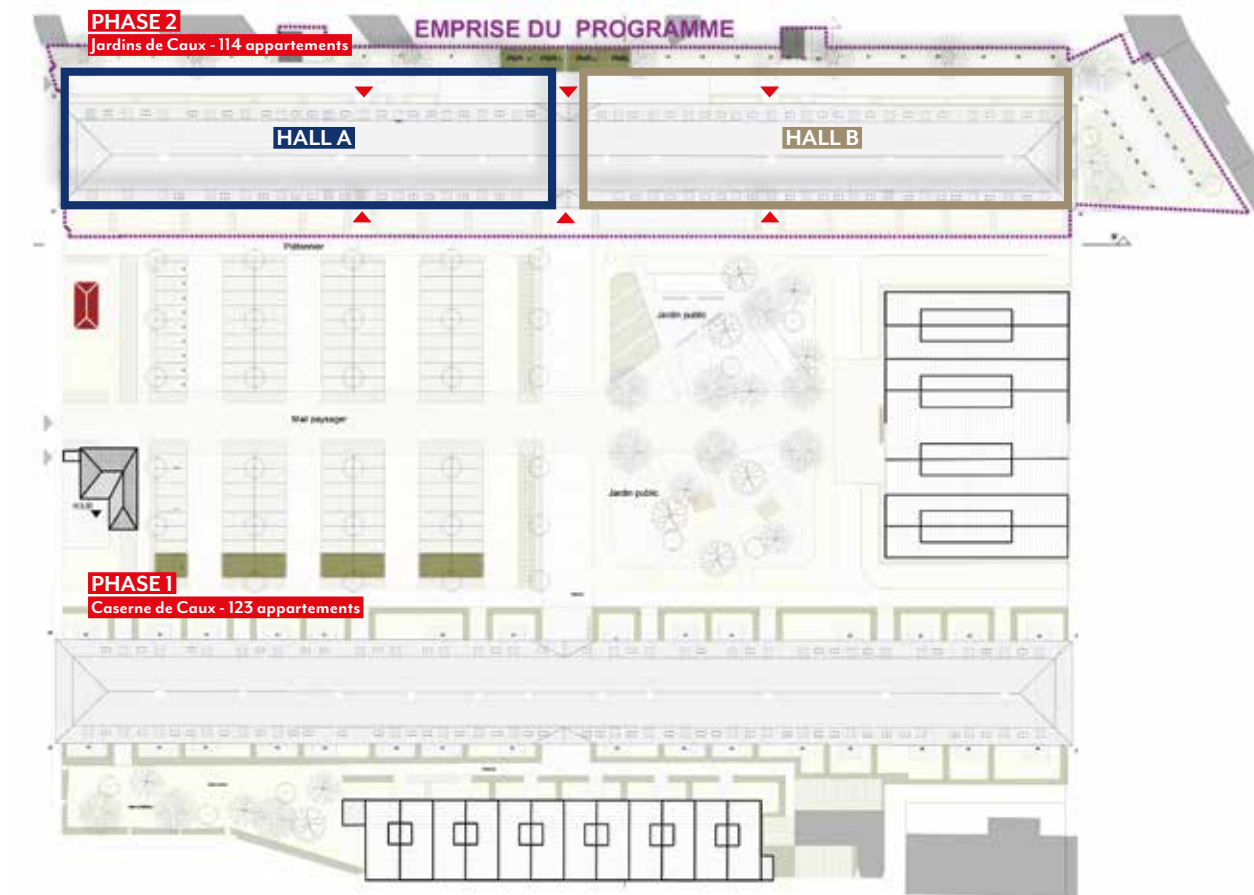 PHASE 2
Jardins de Caux - 114 appartements
EMPRISE DU PROGRAMME
HALL A
HALL B
Piétonnier
Jardin public
Mail paysager
Jardin public
PHASE 1
Caserne de Caux - 123 appartements